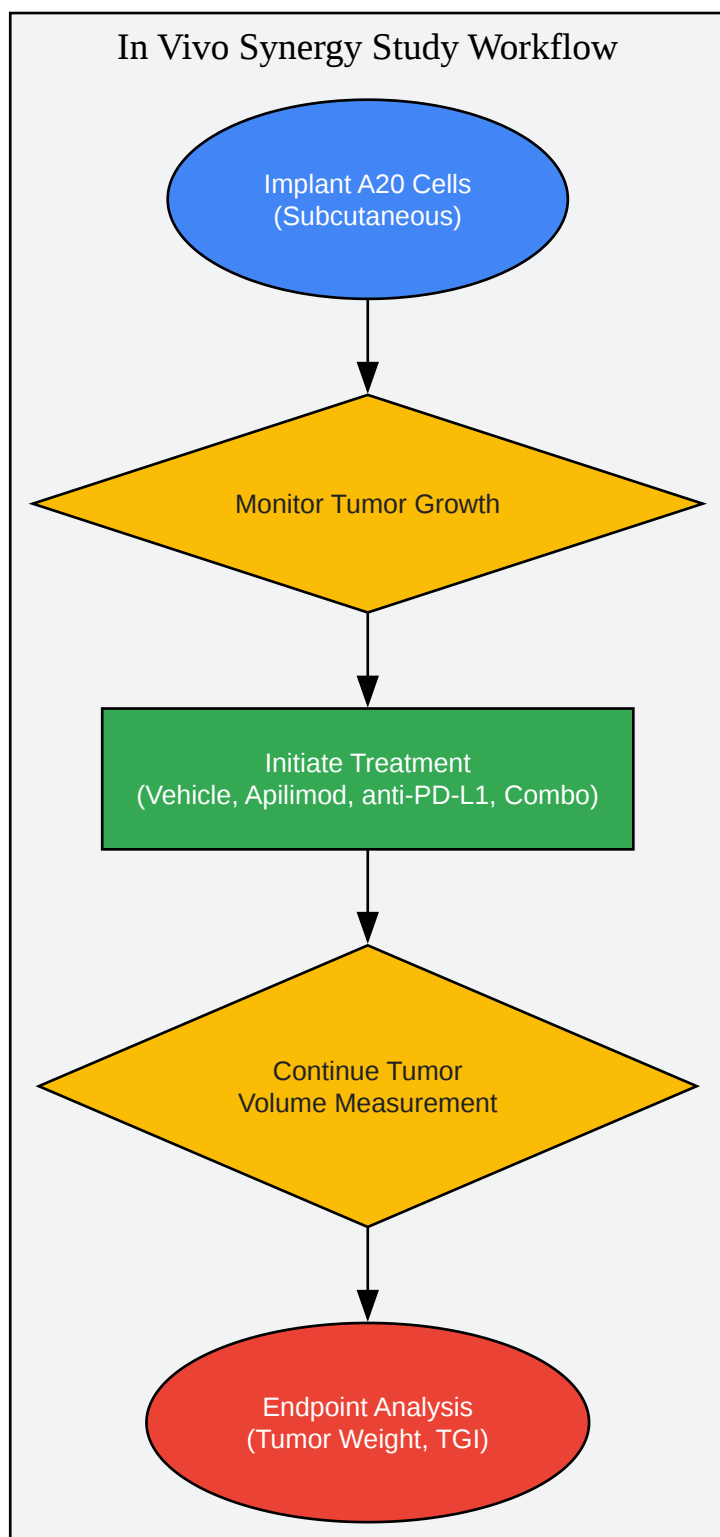 In Vivo Synergy Study Workflow
Implant A20 Cells
(Subcutaneous)
Monitor Tumor Growth
Initiate Treatment
(Vehicle, Apilimod, anti-PD-L1, Combo)
Continue Tumor
Volume Measurement
Endpoint Analysis
(Tumor Weight, TGI)